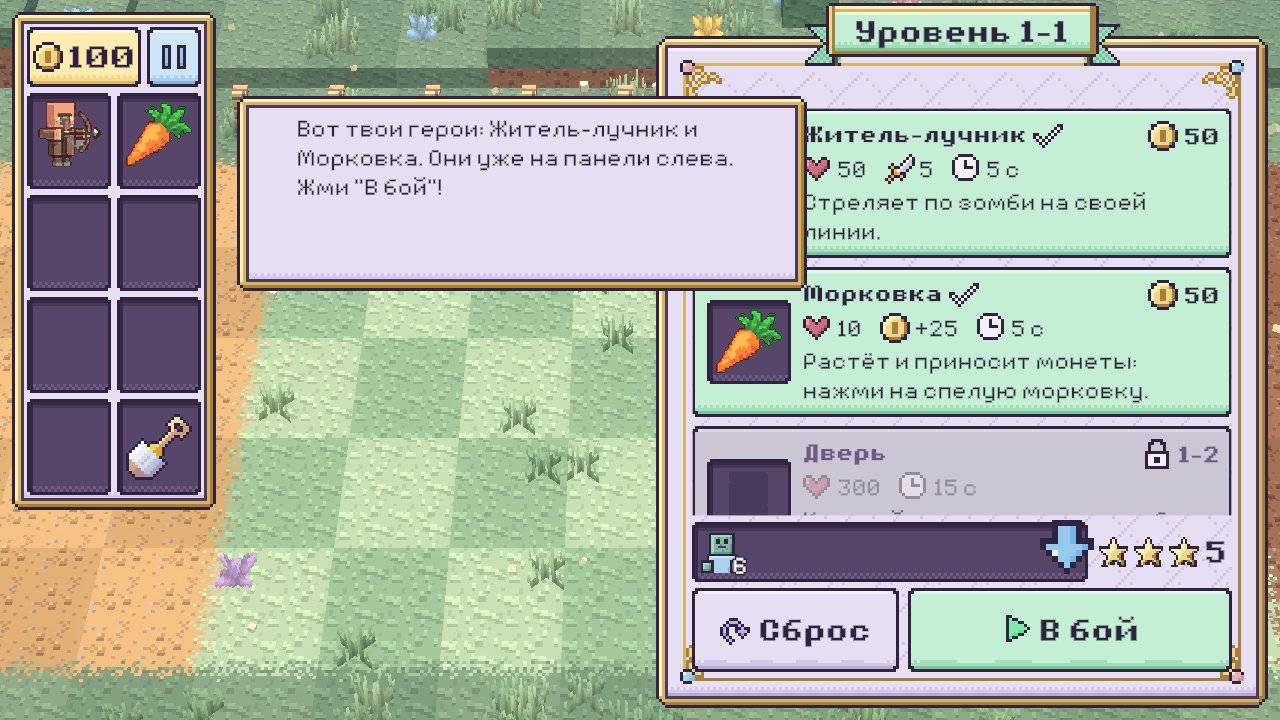 100
Уровень 1-1
Вот твои герои: Житель-лучник и
Морковка. Они уже на панели слева.
Жми "В бой"!
Житель-лучник
50
50
5
5 с
Стреляет по зомби на своей
линии.
Морковка
50
10
+25
5 с
Растёт и приносит монеты:
нажми на спелую морковку.
Дверь
1-2
300
15 с
6
5
Сброс
В бой